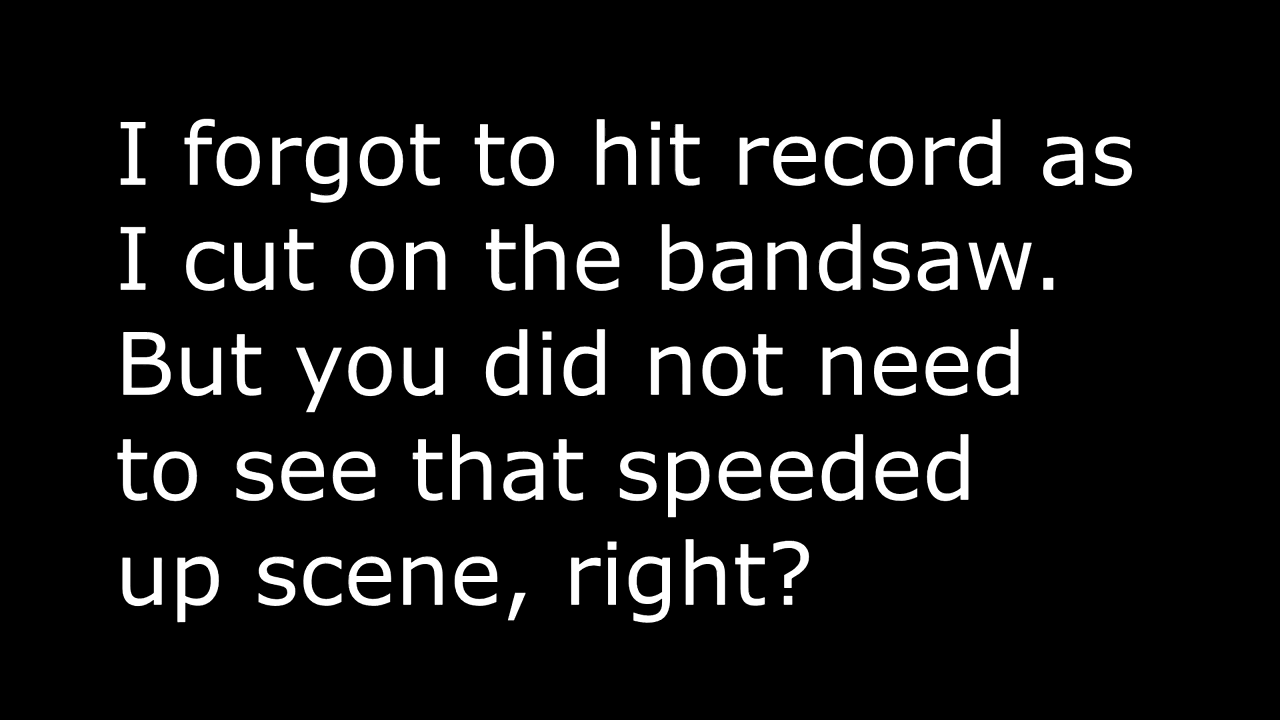 I forgot to hit record as
I cut on the bandsaw.
But you did not need
to see that speeded
up scene, right?